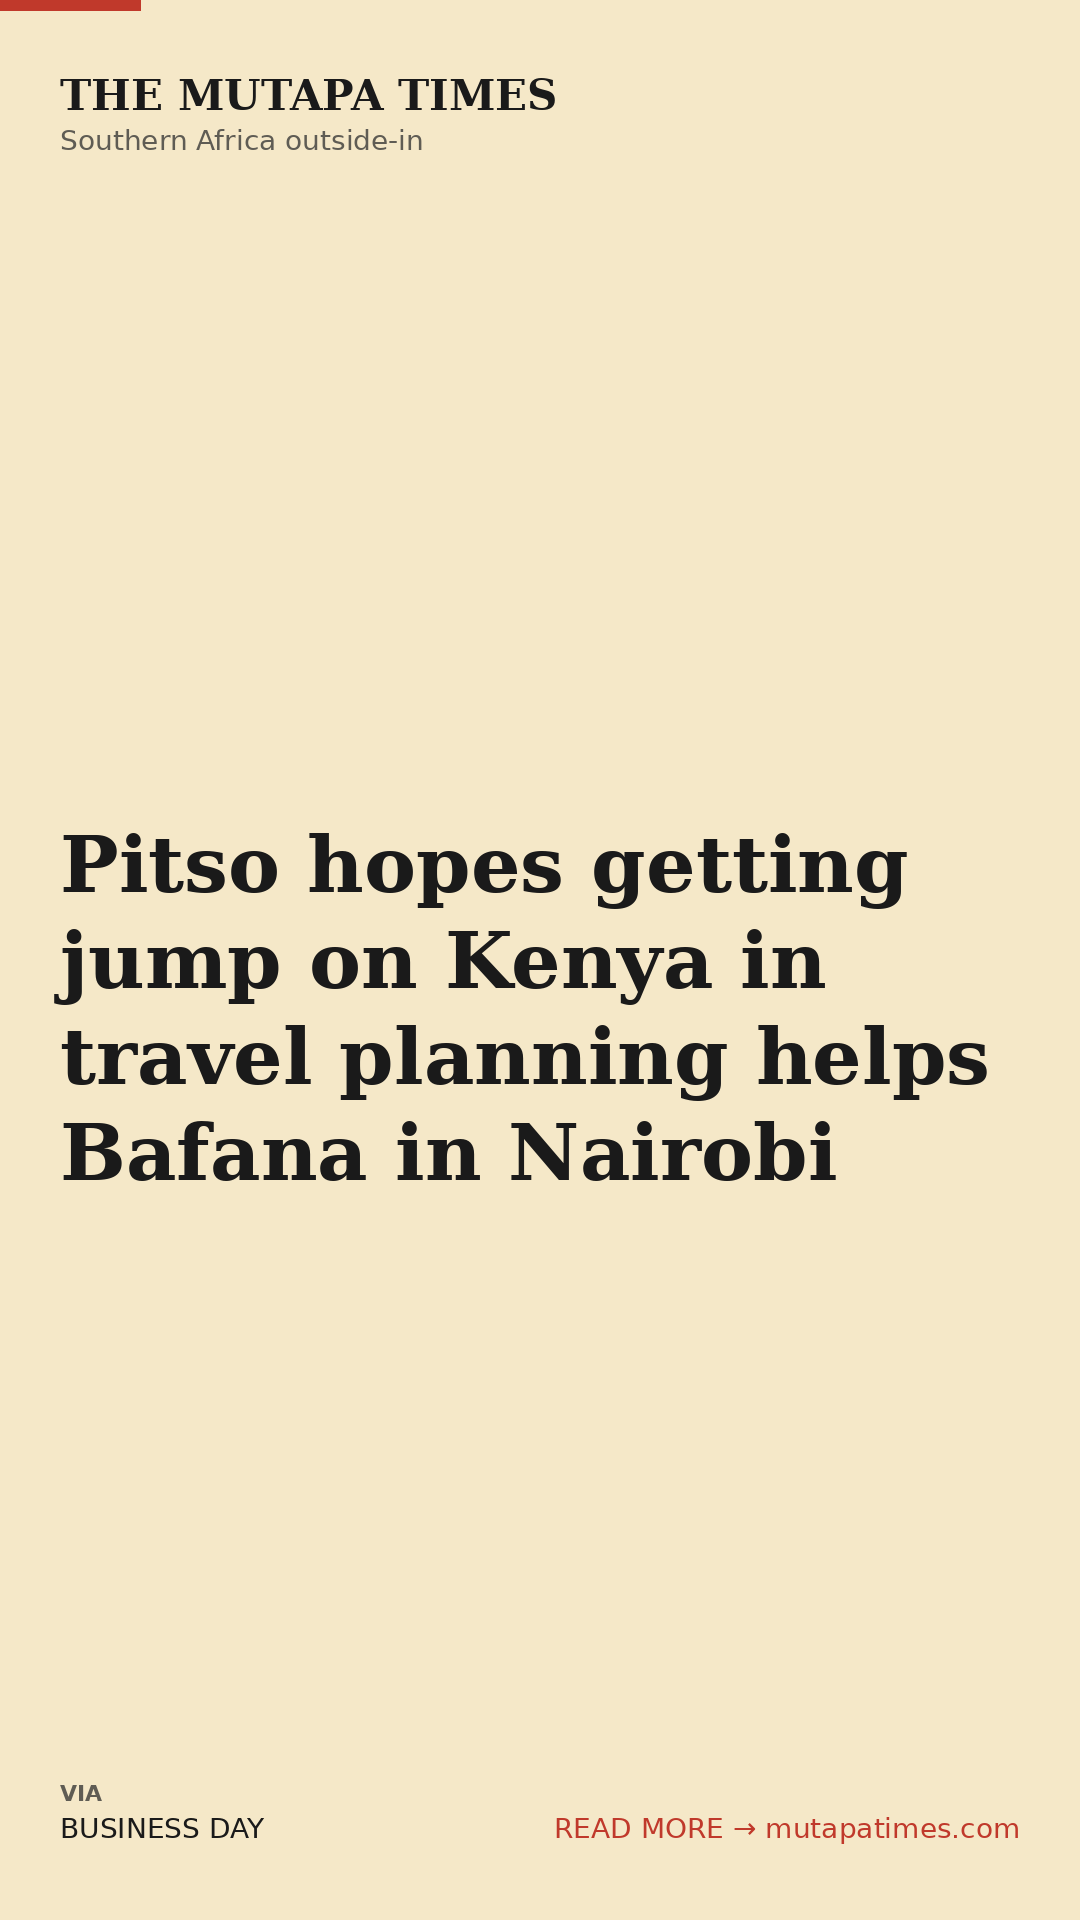 THE MUTAPA TIMES
Southern Africa outside-in
Pitso hopes getting
jump on Kenya in
travel planning helps
Bafana in Nairobi
VIA
BUSINESS DAY
READ MORE → mutapatimes.com